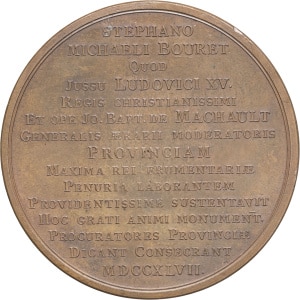 STEPHANO
MICHAELI BOURET
QUOD
JUSSU LUDOVICI XV.
REGIS CHRISTIANISSIMI
ET OPE JO. BAPT. DE MACHAULT
GENERALIS ÆRARII MODERATORIS
PROVINCIAM
MAXIMA REI FRUMENTARIÆ
PENURIA LABORANTEM
PROVIDENTISSIME SUSTENTAVIT
HOC GRATI ANIMI MONUMENT.
PROCURATORES PROVINCIÆ
DICANT CONSECRANT
MDCCXLVII.